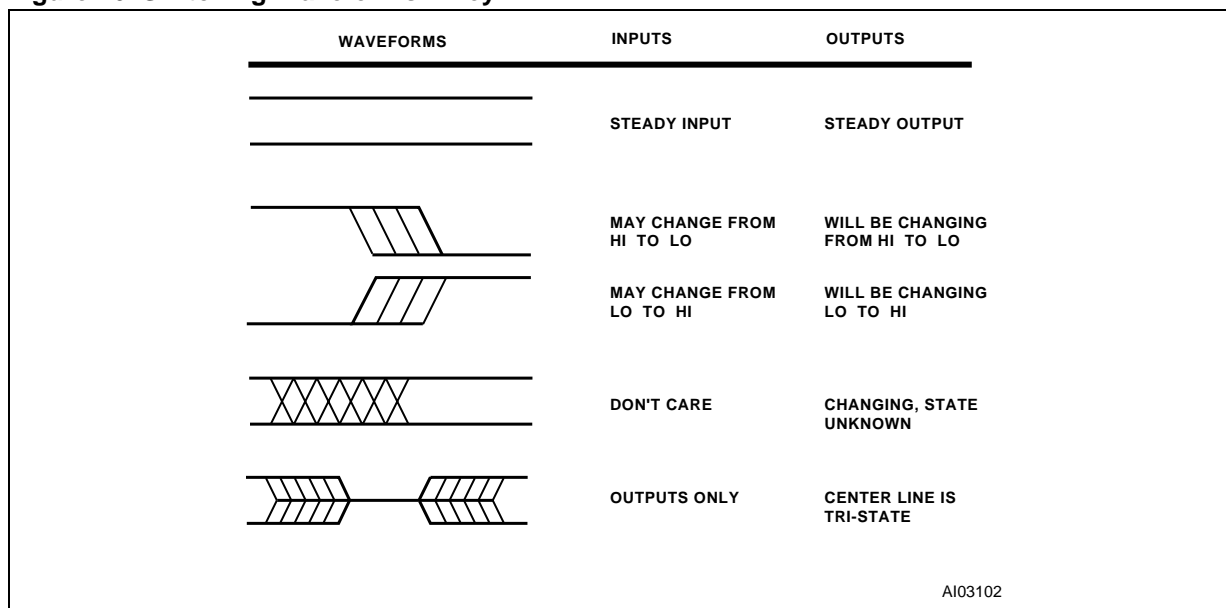 WAVEFORMS INPUTS OUTPUTS
STEADY INPUT STEADY OUTPUT
MAY CHANGE FROM WILL BE CHANGING
HI TO LO FROM HI TO LO
MAY CHANGE FROM WILL BE CHANGING
LO TO HI LO TO HI
DON'T CARE CHANGING, STATE
UNKNOWN
OUTPUTS ONLY CENTER LINE IS
TRI-STATE
AI03102